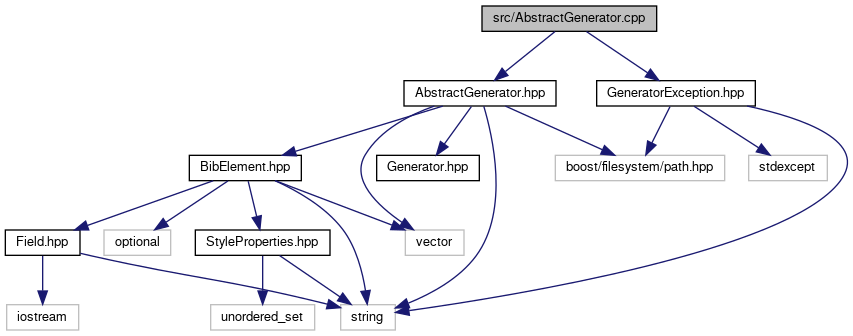 src/AbstractGenerator.cpp
AbstractGenerator.hpp
GeneratorException.hpp
BibElement.hpp
Generator.hpp
boost/filesystem/path.hpp
stdexcept
Field.hpp
optional
StyleProperties.hpp
vector
iostream
unordered_set
string